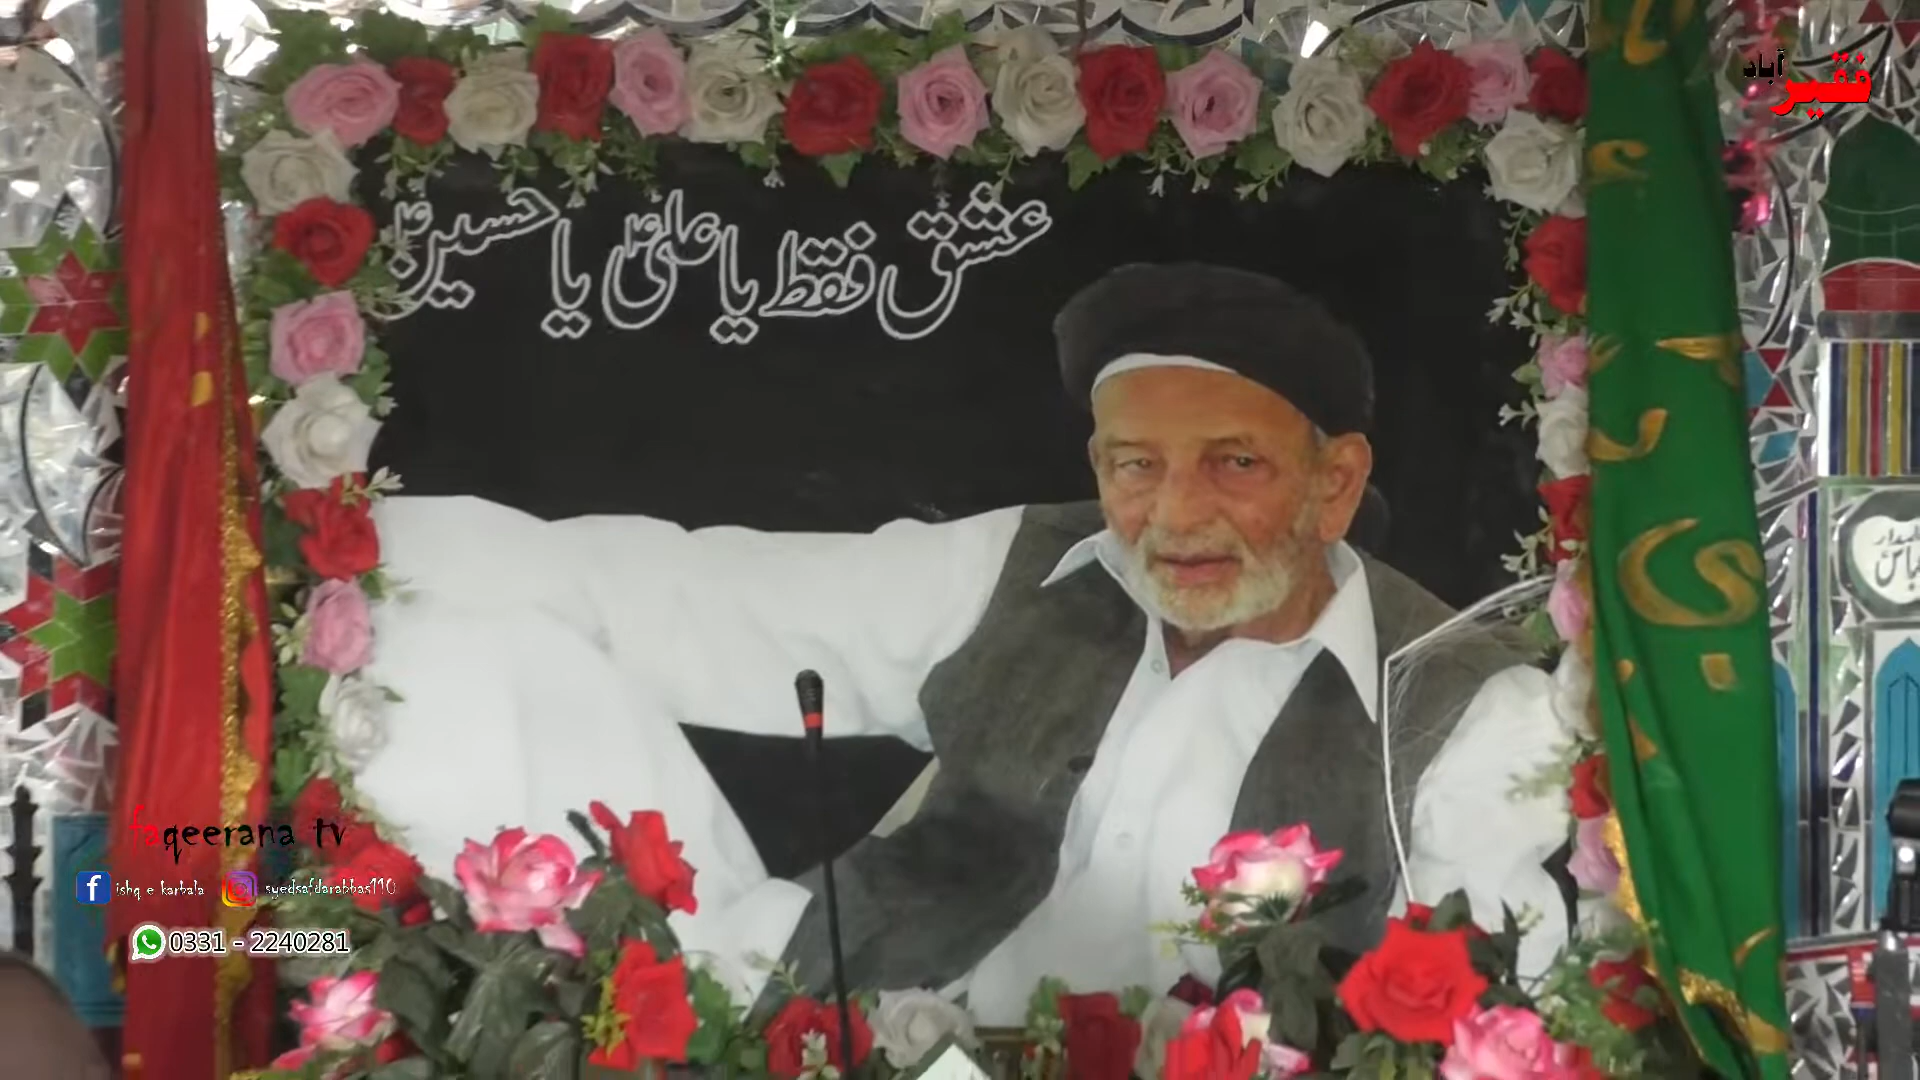 فقیر آباد
عشق فقط یا علیؑ یا حسینؑ
faqeerana tv
ishq e karbala
syedsafdarabbas110
0331 - 2240281